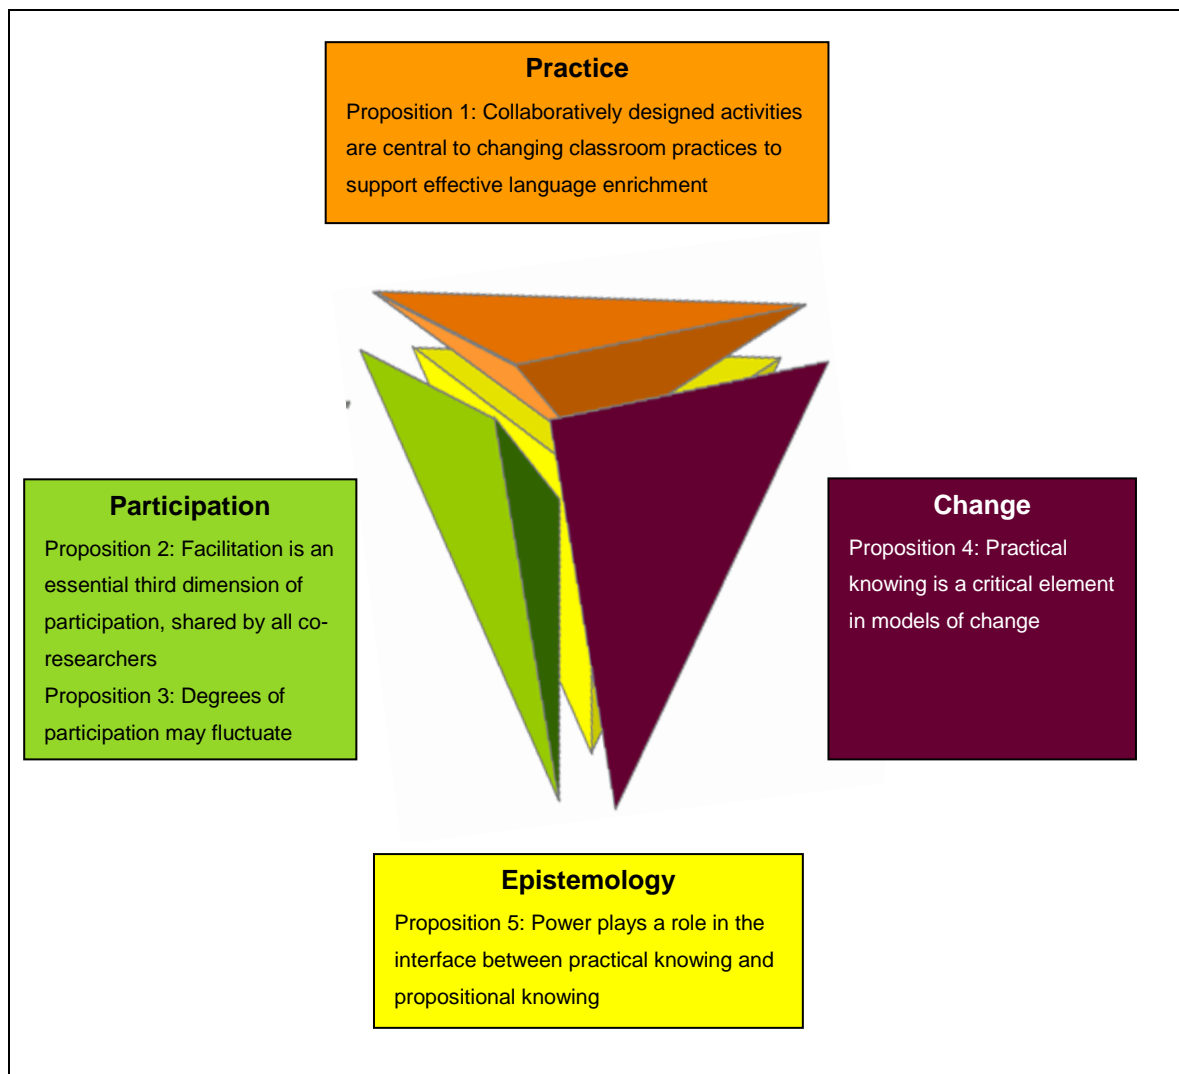 Practice
Proposition 1: Collaboratively designed activities
are central to changing classroom practices to
support effective language enrichment
Participation
Proposition 2: Facilitation is an
essential third dimension of
participation, shared by all co-
researchers
Proposition 3: Degrees of
participation may fluctuate
Change
Proposition 4: Practical
knowing is a critical element
in models of change
Epistemology
Proposition 5: Power plays a role in the
interface between practical knowing and
propositional knowing